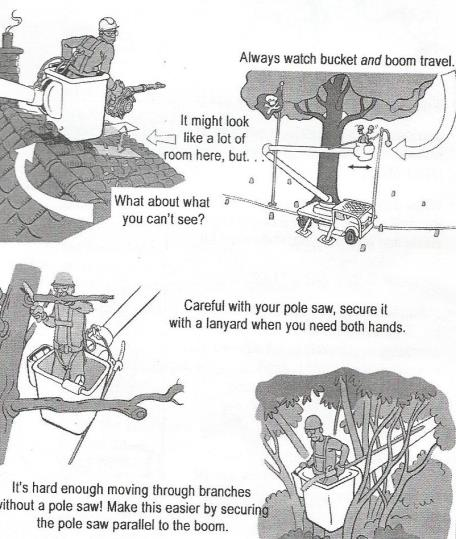 Always watch bucket and boom travel.
It might look
like a lot of
room here, but. . .
What about what
you can't see?
Careful with your pole saw, secure it
with a lanyard when you need both hands.
It's hard enough moving through branches
without a pole saw! Make this easier by securing
the pole saw parallel to the boom.